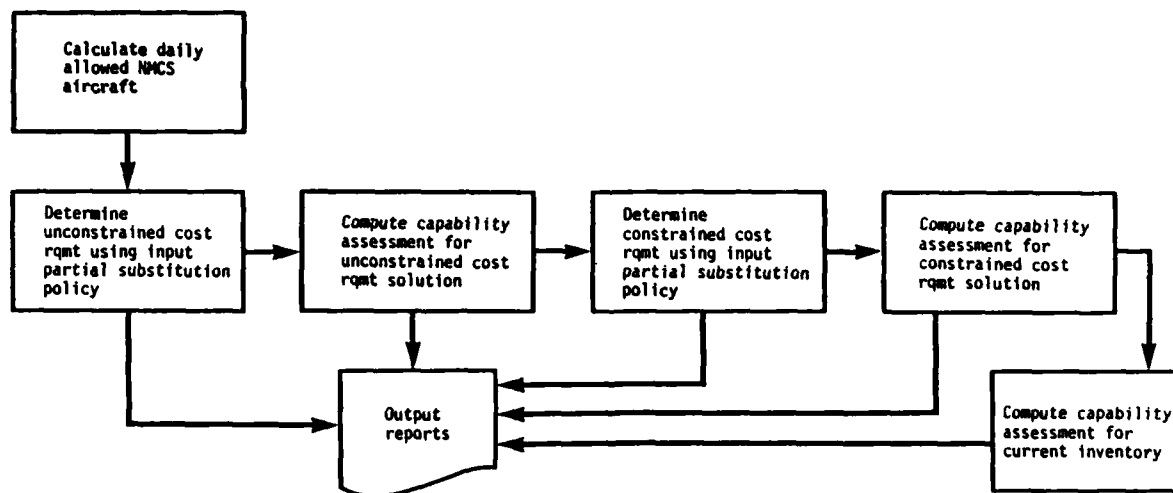 Calculate daily
allowed NMCS
aircraft
Determine
unconstrained cost
rqmt using input
partial substitution
policy
Compute capability
assessment for
unconstrained cost
rqmt solution
Determine
constrained cost
rqmt using input
partial substitution
policy
Compute capability
assessment for
constrained cost
rqmt solution
Output
reports
Compute capability
assessment for
current inventory